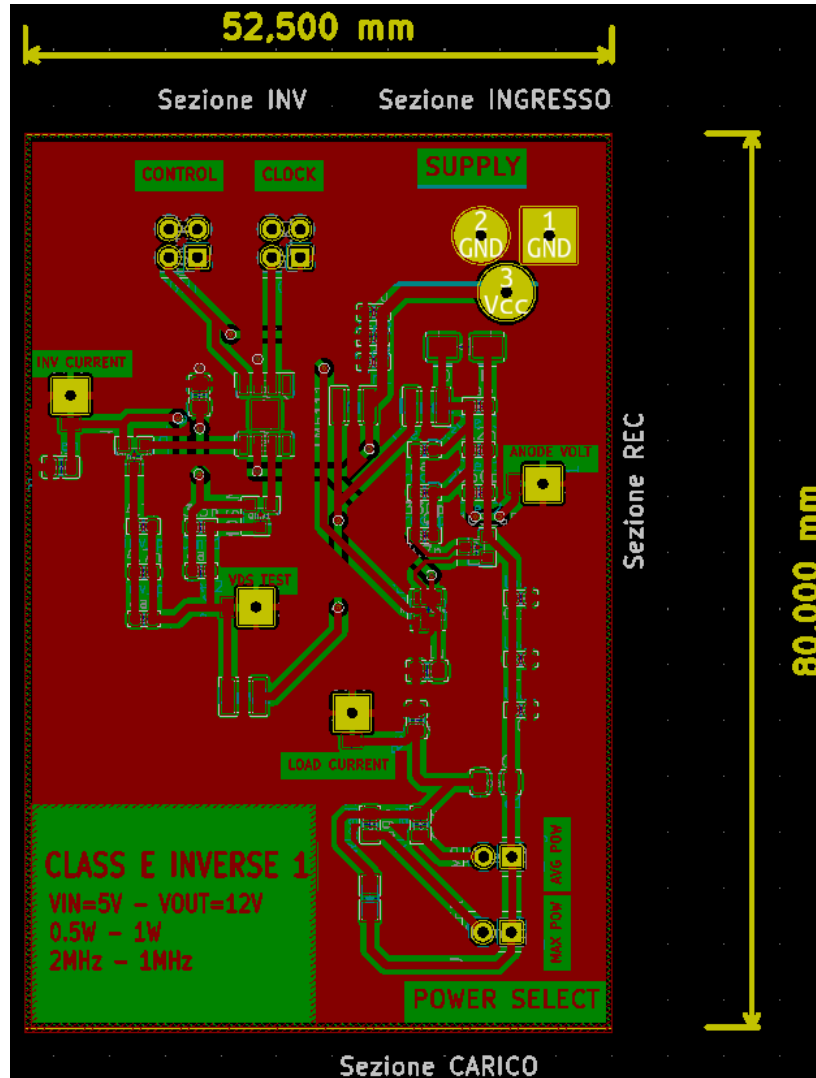 52,500 mm
Sezione INV
Sezione INGRESSO
CONTROL
CLOCK
SUPPLY
2
GND
1
GND
3
Vcc
INV CURRENT
ANODE VOLT
Sezione REC
80,000 mm
VDS TEST
LOAD CURRENT
CLASS E INVERSE 1
VIN=5V - VOUT=12V
0.5W - 1W
2MHz - 1MHz
AVG POW
MAX POW
POWER SELECT
Sezione CARICO